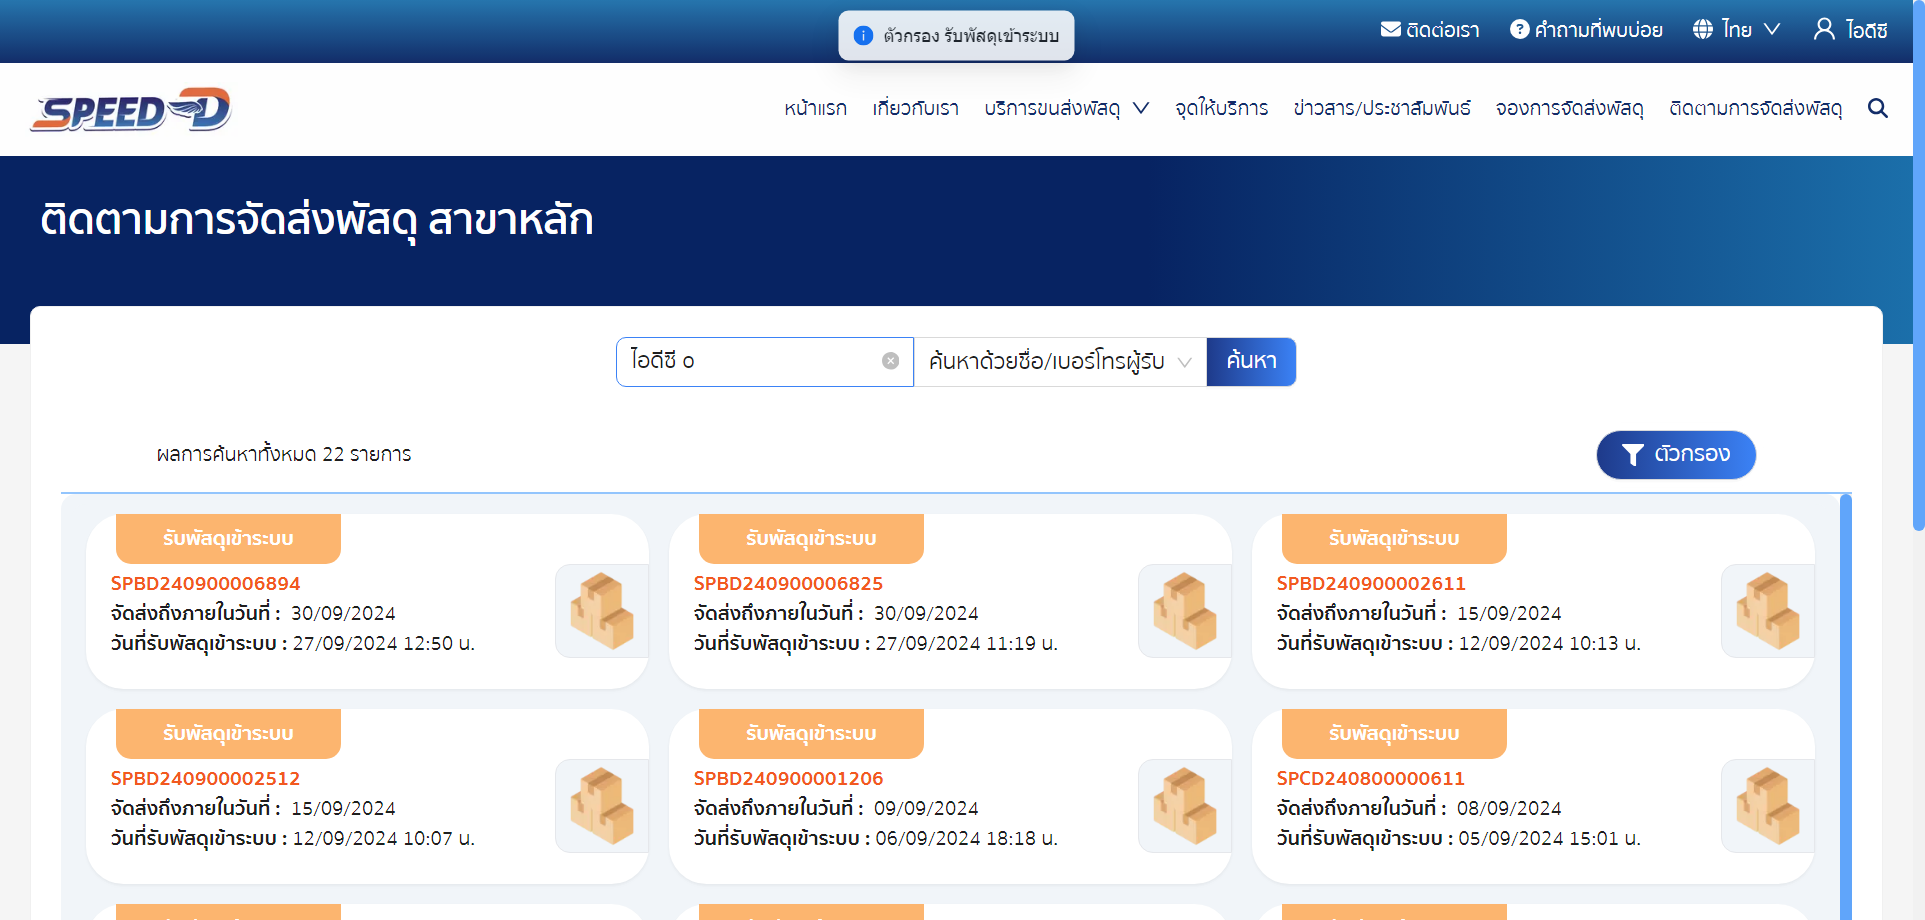 ตัวกรอง รับพัสดุเข้าระบบ
ติดต่อเรา คำถามที่พบบ่อย ไทย ไอดีซี
SPEED-D
หน้าแรก เกี่ยวกับเรา บริการขนส่งพัสดุ จุดให้บริการ ข่าวสาร/ประชาสัมพันธ์ จองการจัดส่งพัสดุ ติดตามการจัดส่งพัสดุ
ติดตามการจัดส่งพัสดุ สาขาหลัก
ไอดีซี o ค้นหาด้วยชื่อ/เบอร์โทรผู้รับ ค้นหา
ผลการค้นหาทั้งหมด 22 รายการ ตัวกรอง
รับพัสดุเข้าระบบ
SPBD240900006894
จัดส่งถึงภายในวันที่ : 30/09/2024
วันที่รับพัสดุเข้าระบบ : 27/09/2024 12:50 น.
รับพัสดุเข้าระบบ
SPBD240900006825
จัดส่งถึงภายในวันที่ : 30/09/2024
วันที่รับพัสดุเข้าระบบ : 27/09/2024 11:19 น.
รับพัสดุเข้าระบบ
SPBD240900002611
จัดส่งถึงภายในวันที่ : 15/09/2024
วันที่รับพัสดุเข้าระบบ : 12/09/2024 10:13 น.
รับพัสดุเข้าระบบ
SPBD240900002512
จัดส่งถึงภายในวันที่ : 15/09/2024
วันที่รับพัสดุเข้าระบบ : 12/09/2024 10:07 น.
รับพัสดุเข้าระบบ
SPBD240900001206
จัดส่งถึงภายในวันที่ : 09/09/2024
วันที่รับพัสดุเข้าระบบ : 06/09/2024 18:18 น.
รับพัสดุเข้าระบบ
SPCD240800000611
จัดส่งถึงภายในวันที่ : 08/09/2024
วันที่รับพัสดุเข้าระบบ : 05/09/2024 15:01 น.